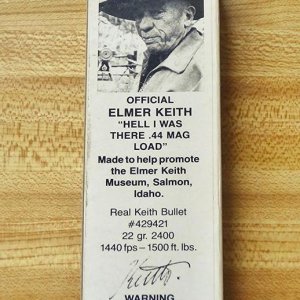 OFFICIAL
ELMER KEITH
"HELL I WAS
THERE .44 MAG
LOAD"
Made to help promote
the Elmer Keith
Museum, Salmon,
Idaho.
Real Keith Bullet
#429421
22 gr. 2400
1440 fps – 1500 ft. lbs.
Keith
WARNING